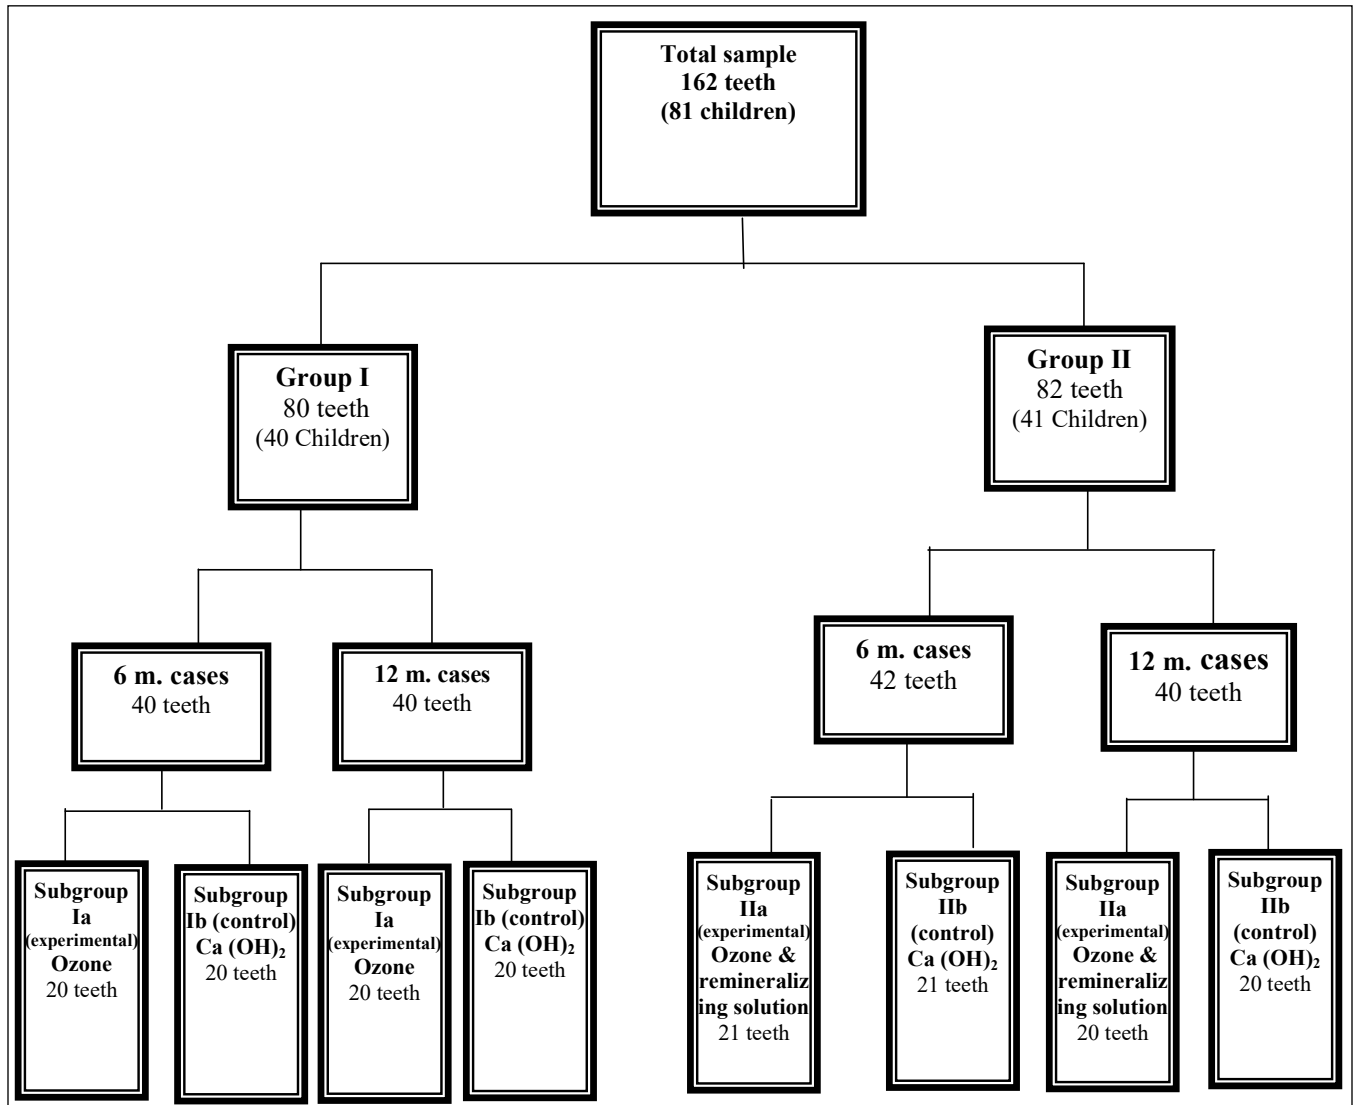 Total sample
162 teeth
(81 children)
Group I
80 teeth
(40 Children)
Group II
82 teeth
(41 Children)
6 m. cases
40 teeth
12 m. cases
40 teeth
6 m. cases
42 teeth
12 m. cases
40 teeth
Subgroup
Ia
(experimental)
Ozone
20 teeth
Subgroup
Ib (control)
Ca (OH)₂
20 teeth
Subgroup
Ia
(experimental)
Ozone
20 teeth
Subgroup
Ib (control)
Ca (OH)₂
20 teeth
Subgroup
IIa
(experimental)
Ozone &
remineraliz
ing solution
21 teeth
Subgroup
IIb
(control)
Ca (OH)₂
21 teeth
Subgroup
IIa
(experimental)
Ozone &
remineraliz
ing solution
20 teeth
Subgroup
IIb
(control)
Ca (OH)₂
20 teeth